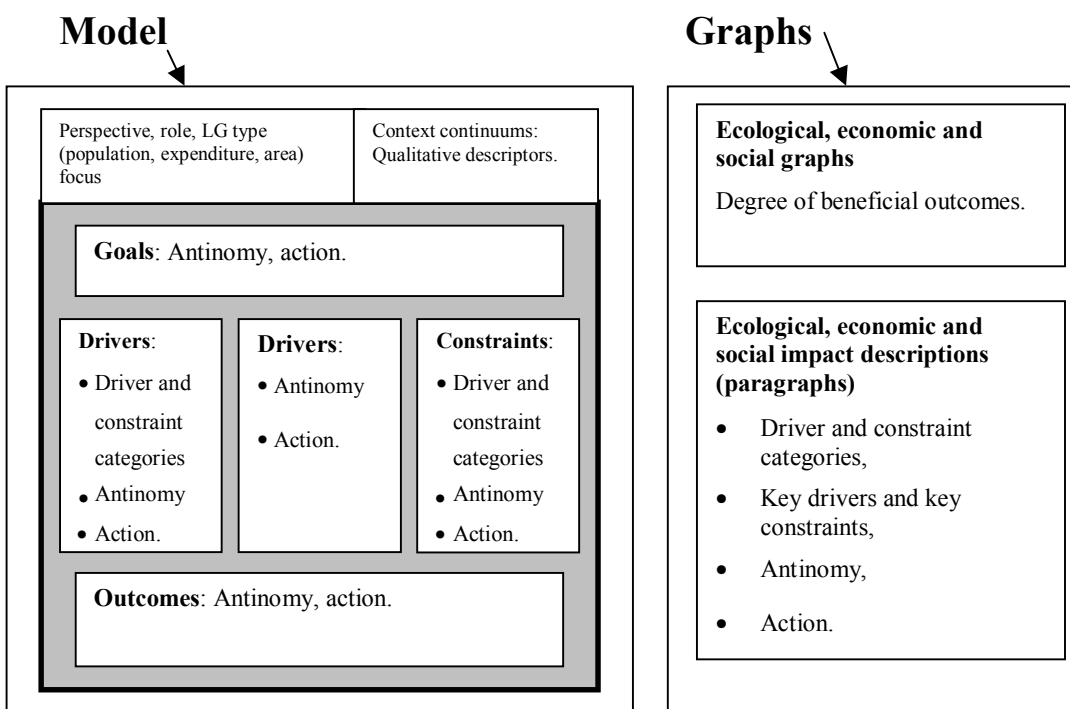 Model
Graphs
Perspective, role, LG type
(population, expenditure, area)
focus
Context continuums:
Qualitative descriptors.
Goals: Antinomy, action.
Drivers:
• Driver and
constraint
categories
• Antinomy
• Action.
Drivers:
• Antinomy
• Action.
Constraints:
• Driver and
constraint
categories
• Antinomy
• Action.
Outcomes: Antinomy, action.
Ecological, economic and
social graphs
Degree of beneficial outcomes.
Ecological, economic and
social impact descriptions
(paragraphs)
• Driver and constraint
categories,
• Key drivers and key
constraints,
• Antinomy,
• Action.